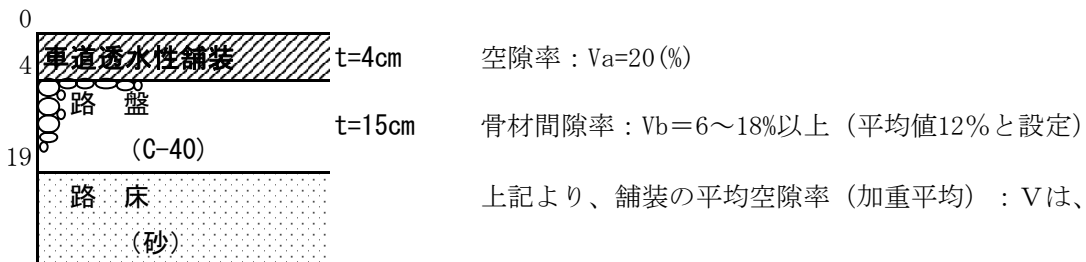 0
車道透水性舗装 t=4cm 空隙率：Va=20(%)
4
路 盤
t=15cm 骨材間隙率：Vb＝6～18%以上（平均値12％と設定）
(C-40)
19
路 床 上記より、舗装の平均空隙率（加重平均）：Ｖは、
（砂）